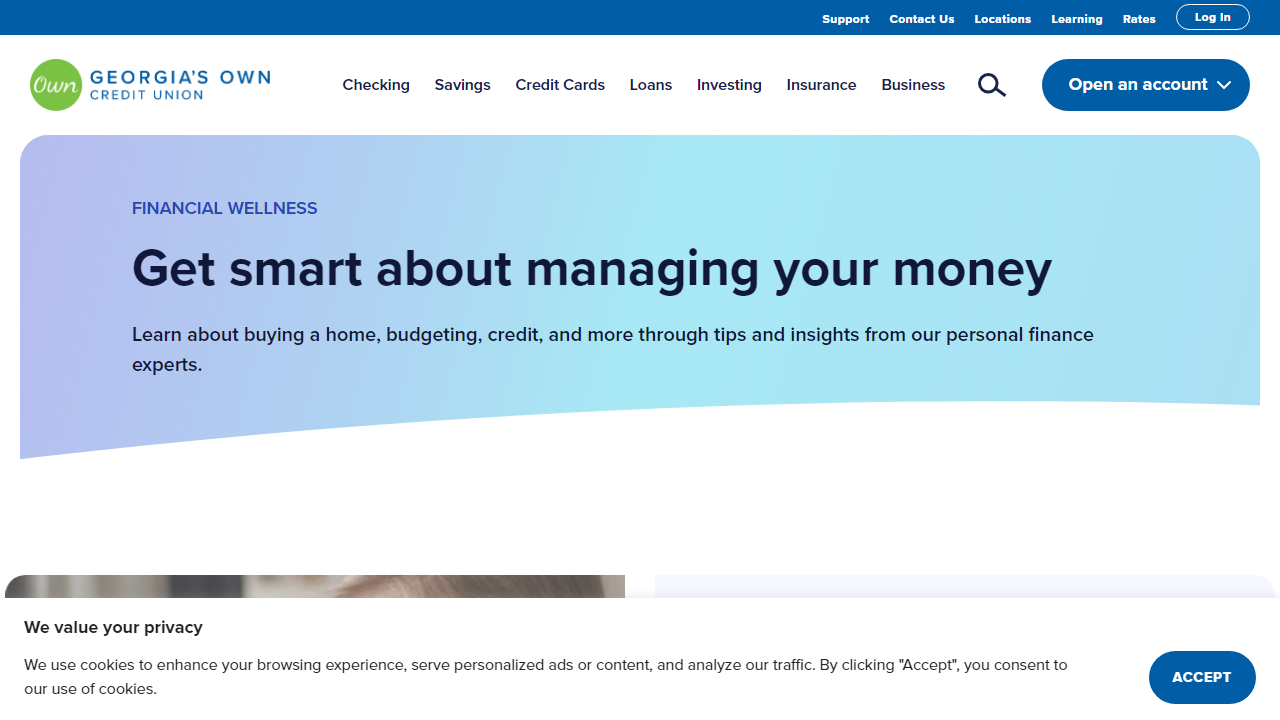 Support Contact Us Locations Learning Rates Log In
Own GEORGIA'S OWN
CREDIT UNION
Checking Savings Credit Cards Loans Investing Insurance Business Open an account
FINANCIAL WELLNESS
Get smart about managing your money
Learn about buying a home, budgeting, credit, and more through tips and insights from our personal finance
experts.
We value your privacy
We use cookies to enhance your browsing experience, serve personalized ads or content, and analyze our traffic. By clicking "Accept", you consent to
our use of cookies.
ACCEPT